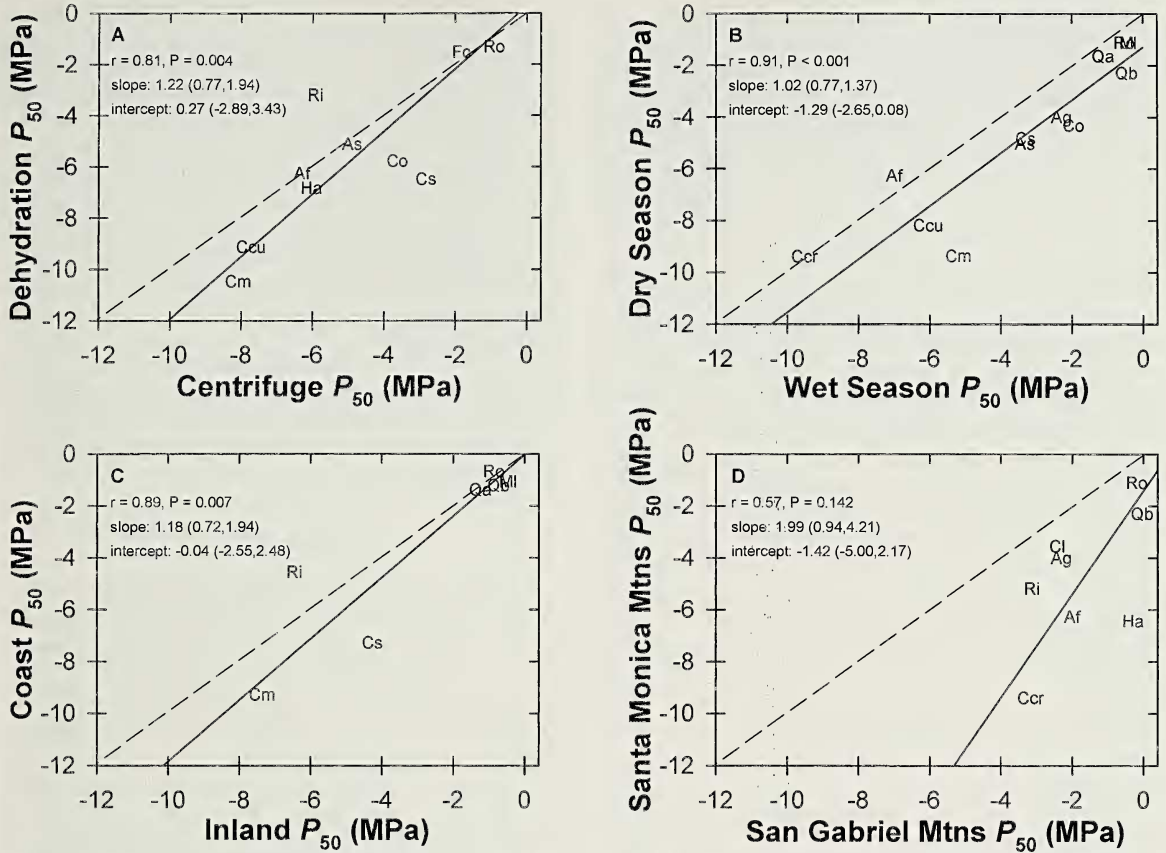 A
r = 0.81, P = 0.004
slope: 1.22 (0.77,1.94)
intercept: 0.27 (-2.89,3.43)
Fc
Ro
Ri
As
Co
Af
Cs
Ha
Ccu
Cm
0
-2
-4
-6
-8
-10
-12
Dehydration P50 (MPa)
-12 -10 -8 -6 -4 -2 0
Centrifuge P50 (MPa)
B
r = 0.91, P < 0.001
slope: 1.02 (0.77,1.37)
intercept: -1.29 (-2.65,0.08)
Ro
MI
Qa
Qb
Ag
Co
Cs
As
Af
Ccu
Ccr
Cm
0
-2
-4
-6
-8
-10
-12
Dry Season P50 (MPa)
-12 -10 -8 -6 -4 -2 0
Wet Season P50 (MPa)
C
r = 0.89, P = 0.007
slope: 1.18 (0.72,1.94)
intercept: -0.04 (-2.55,2.48)
Ro
MI
Qb
Qa
Ri
Cs
Cm
0
-2
-4
-6
-8
-10
-12
Coast P50 (MPa)
-12 -10 -8 -6 -4 -2 0
Inland P50 (MPa)
D
r = 0.57, P = 0.142
slope: 1.99 (0.94,4.21)
intercept: -1.42 (-5.00,2.17)
Ro
Qb
Cl
Ag
Ri
Af
Ha
Ccr
0
-2
-4
-6
-8
-10
-12
Santa Monica Mtns P50 (MPa)
-12 -10 -8 -6 -4 -2 0
San Gabriel Mtns P50 (MPa)